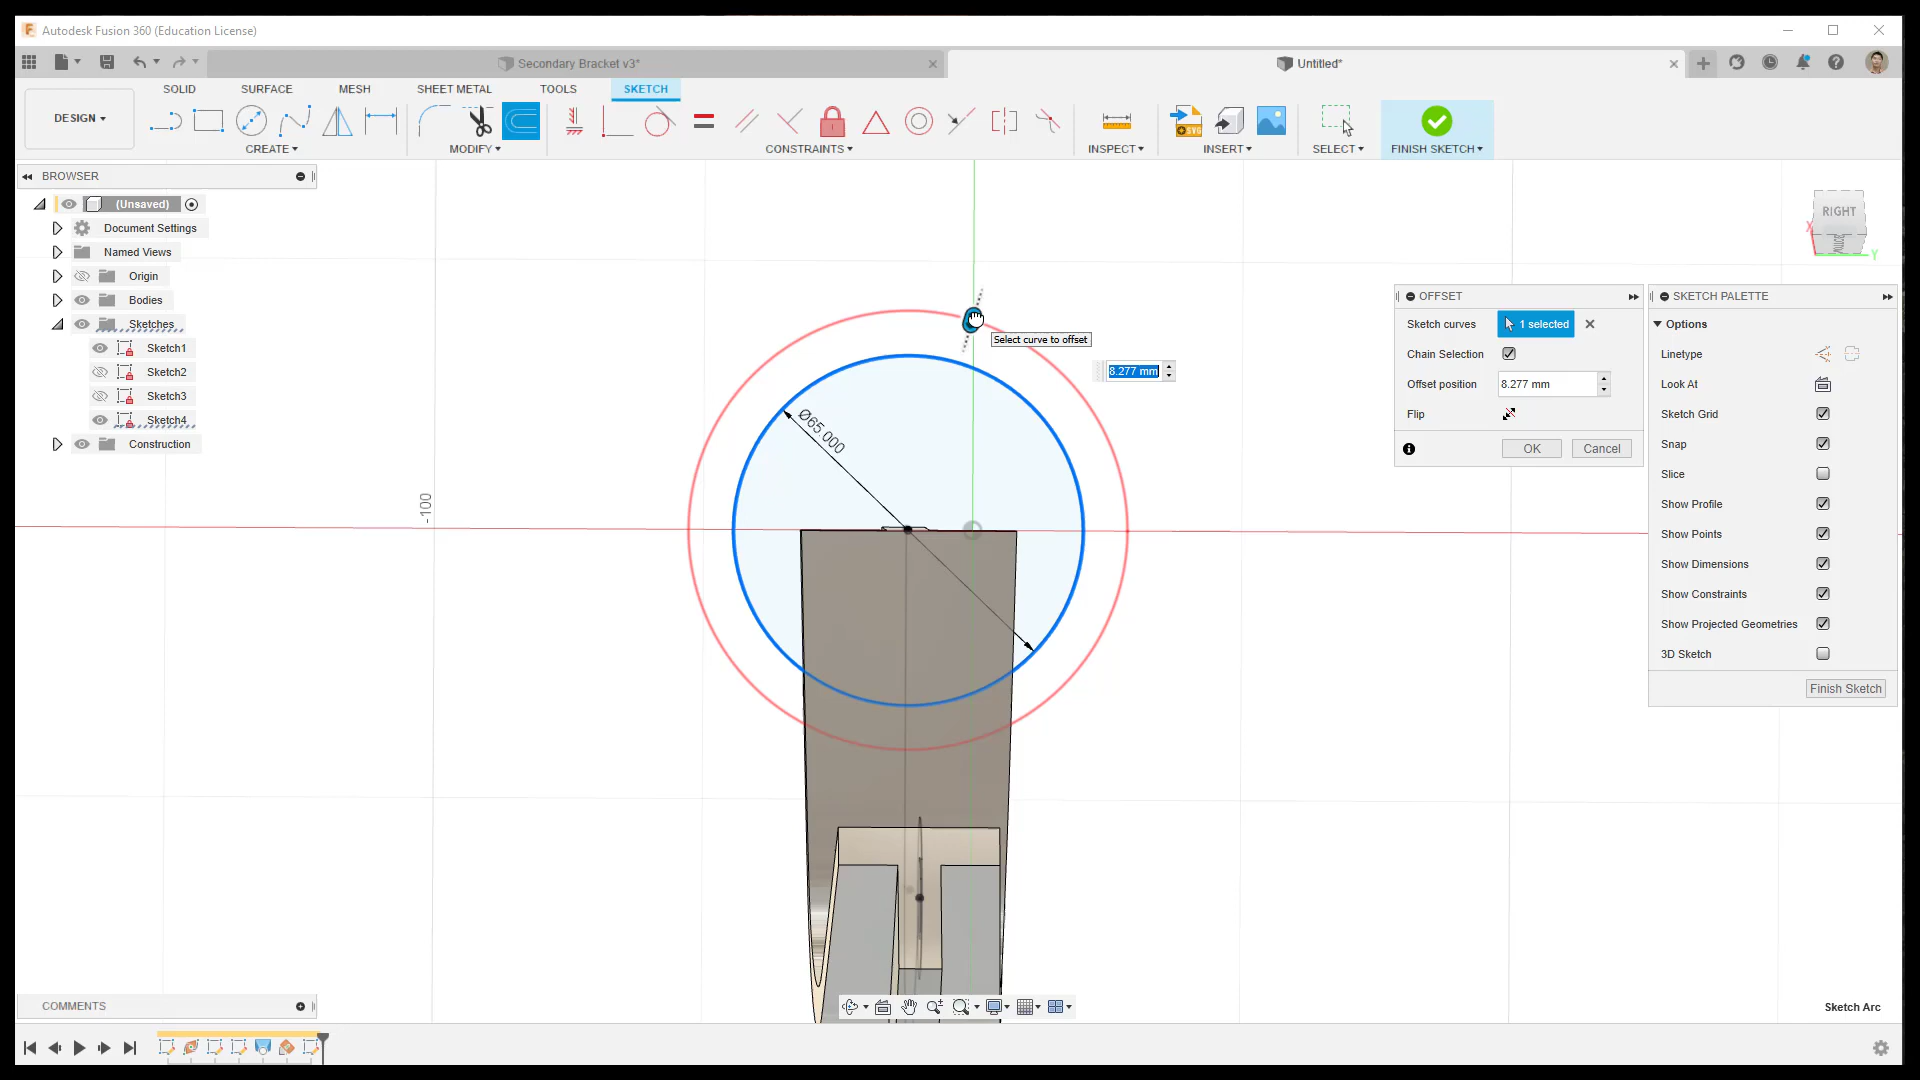 Autodesk Fusion 360 (Education License)
Secondary Bracket v3*
Untitled*
SOLID
SURFACE
MESH
SHEET METAL
TOOLS
SKETCH
DESIGN
CREATE
MODIFY
CONSTRAINTS
INSPECT
INSERT
SELECT
FINISH SKETCH
SVG
BROWSER
(Unsaved)
Document Settings
Named Views
Origin
Bodies
Sketches
Sketch1
Sketch2
Sketch3
Sketch4
Construction
RIGHT
X
Y
Select curve to offset
8.277 mm
Ø65.000
-100
OFFSET
Sketch curves
1 selected
Chain Selection
Offset position
8.277 mm
Flip
OK
Cancel
SKETCH PALETTE
Options
Linetype
Look At
Sketch Grid
Snap
Slice
Show Profile
Show Points
Show Dimensions
Show Constraints
Show Projected Geometries
3D Sketch
Finish Sketch
COMMENTS
Sketch Arc